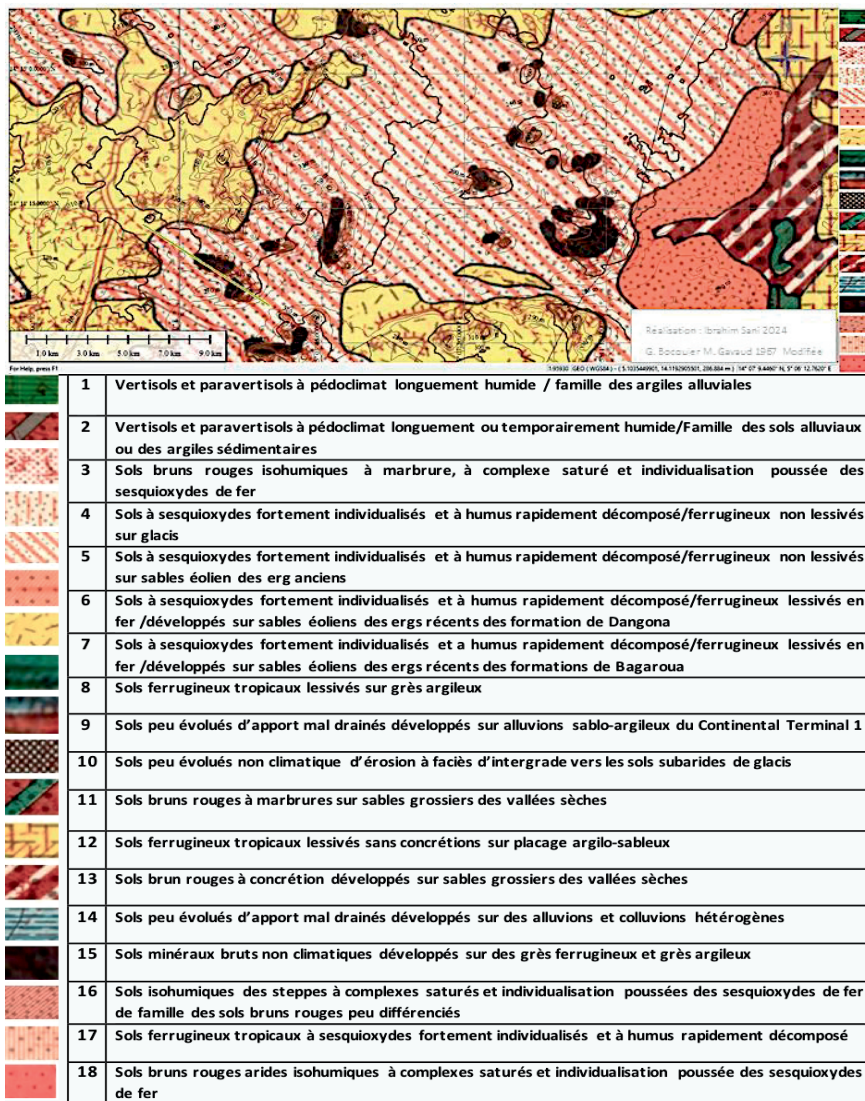 1.0 km 3.0 km 5.0 km 7.0 km 9.0 km
Réalisation : Ibrahim Sani 2024
G. Bocquier M. Gavaud 1967 Modifiée
For Help, press F1
1 Vertisols et paravertisols à pédoclimat longuement humide / famille des argiles alluviales
2 Vertisols et paravertisols à pédoclimat longuement ou temporairement humide/Famille des sols alluviaux
ou des argiles sédimentaires
3 Sols bruns rouges isohumiques à marbrure, à complexe saturé et individualisation poussée des
sesquioxydes de fer
4 Sols à sesquioxydes fortement individualisés et à humus rapidement décomposé/ferrugineux non lessivés
sur glacis
5 Sols à sesquioxydes fortement individualisés et à humus rapidement décomposé/ferrugineux non lessivés
sur sables éolien des erg anciens
6 Sols à sesquioxydes fortement individualisés et à humus rapidement décomposé/ferrugineux lessivés en
fer /développés sur sables éoliens des ergs récents des formation de Dangona
7 Sols à sesquioxydes fortement individualisés et a humus rapidement décomposé/ferrugineux lessivés en
fer /développés sur sables éoliens des ergs récents des formations de Bagaroua
8 Sols ferrugineux tropicaux lessivés sur grès argileux
9 Sols peu évolués d’apport mal drainés développés sur alluvions sablo-argileux du Continental Terminal 1
10 Sols peu évolués non climatique d’érosion à faciès d’intergrade vers les sols subarides de glacis
11 Sols bruns rouges à marbrures sur sables grossiers des vallées sèches
12 Sols ferrugineux tropicaux lessivés sans concrétions sur placage argilo-sableux
13 Sols brun rouges à concrétion développés sur sables grossiers des vallées sèches
14 Sols peu évolués d’apport mal drainés développés sur des alluvions et colluvions hétérogènes
15 Sols minéraux bruts non climatiques développés sur des grès ferrugineux et grès argileux
16 Sols isohumiques des steppes à complexes saturés et individualisation poussées des sesquioxydes de fer
de famille des sols bruns rouges peu différenciés
17 Sols ferrugineux tropicaux à sesquioxydes fortement individualisés et à humus rapidement décomposé
18 Sols bruns rouges arides isohumiques à complexes saturés et individualisation poussée des sesquioxydes
de fer